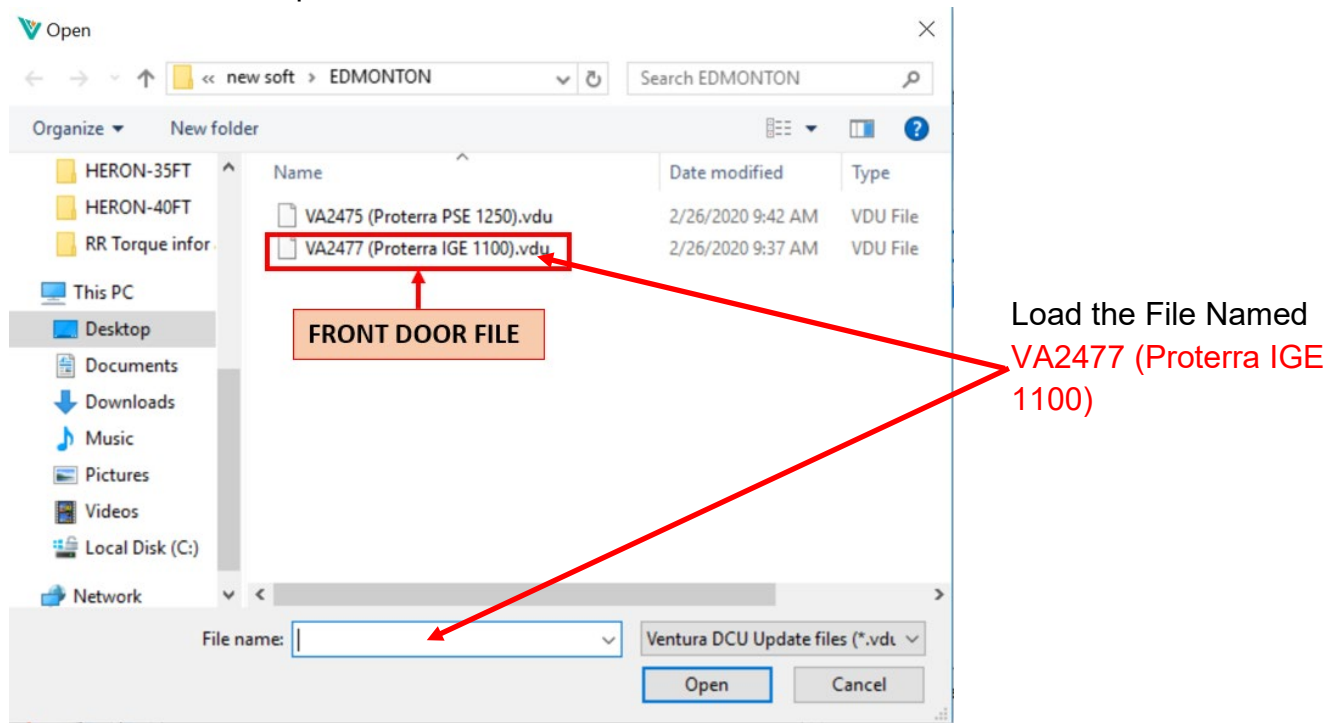 Open
« new soft > EDMONTON
Search EDMONTON
Organize
New folder
HERON-35FT
HERON-40FT
RR Torque infor
This PC
Desktop
Documents
Downloads
Music
Pictures
Videos
Local Disk (C:)
Network
Name Date modified Type
VA2475 (Proterra PSE 1250).vdu 2/26/2020 9:42 AM VDU File
VA2477 (Proterra IGE 1100).vdu 2/26/2020 9:37 AM VDU File
FRONT DOOR FILE
Load the File Named
VA2477 (Proterra IGE
1100)
File name:
Ventura DCU Update files (*.vdu
Open
Cancel